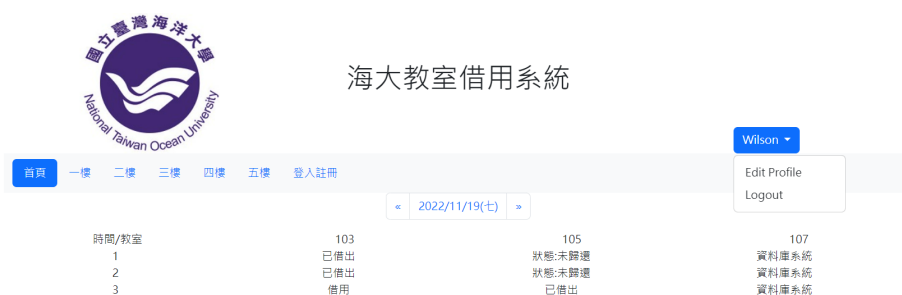 國立臺灣海洋大學
National Taiwan Ocean University
海大教室借用系統
Wilson
Edit Profile
Logout
首頁 一樓 二樓 三樓 四樓 五樓 登入註冊
« 2022/11/19(七) »
時間/教室 103 105 107
1 已借出 狀態:未歸還 資料庫系統
2 已借出 狀態:未歸還 資料庫系統
3 借用 已借出 資料庫系統